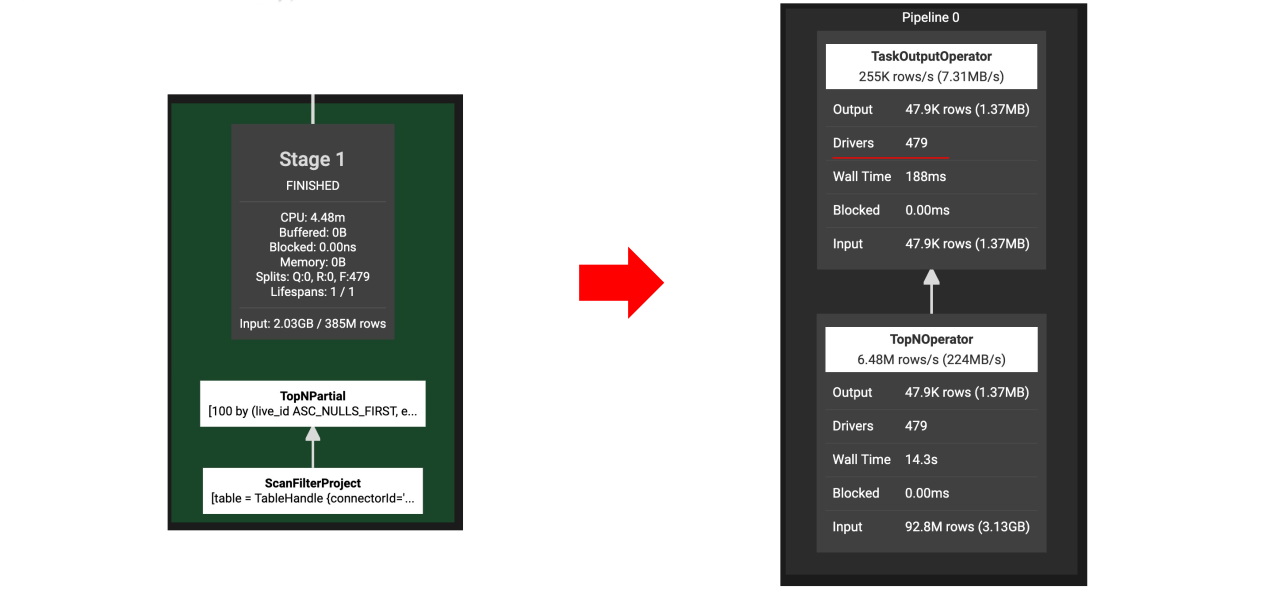 Stage 1
FINISHED
CPU: 4.48m
Buffered: 0B
Blocked: 0.00ns
Memory: 0B
Splits: Q:0, R:0, F:479
Lifespans: 1 / 1
Input: 2.03GB / 385M rows
TopNPartial
[100 by (live_id ASC_NULLS_FIRST, e...
ScanFilterProject
[table = TableHandle {connectorId='...
Pipeline 0
TaskOutputOperator
255K rows/s (7.31MB/s)
Output 47.9K rows (1.37MB)
Drivers 479
Wall Time 188ms
Blocked 0.00ms
Input 47.9K rows (1.37MB)
TopNOperator
6.48M rows/s (224MB/s)
Output 47.9K rows (1.37MB)
Drivers 479
Wall Time 14.3s
Blocked 0.00ms
Input 92.8M rows (3.13GB)